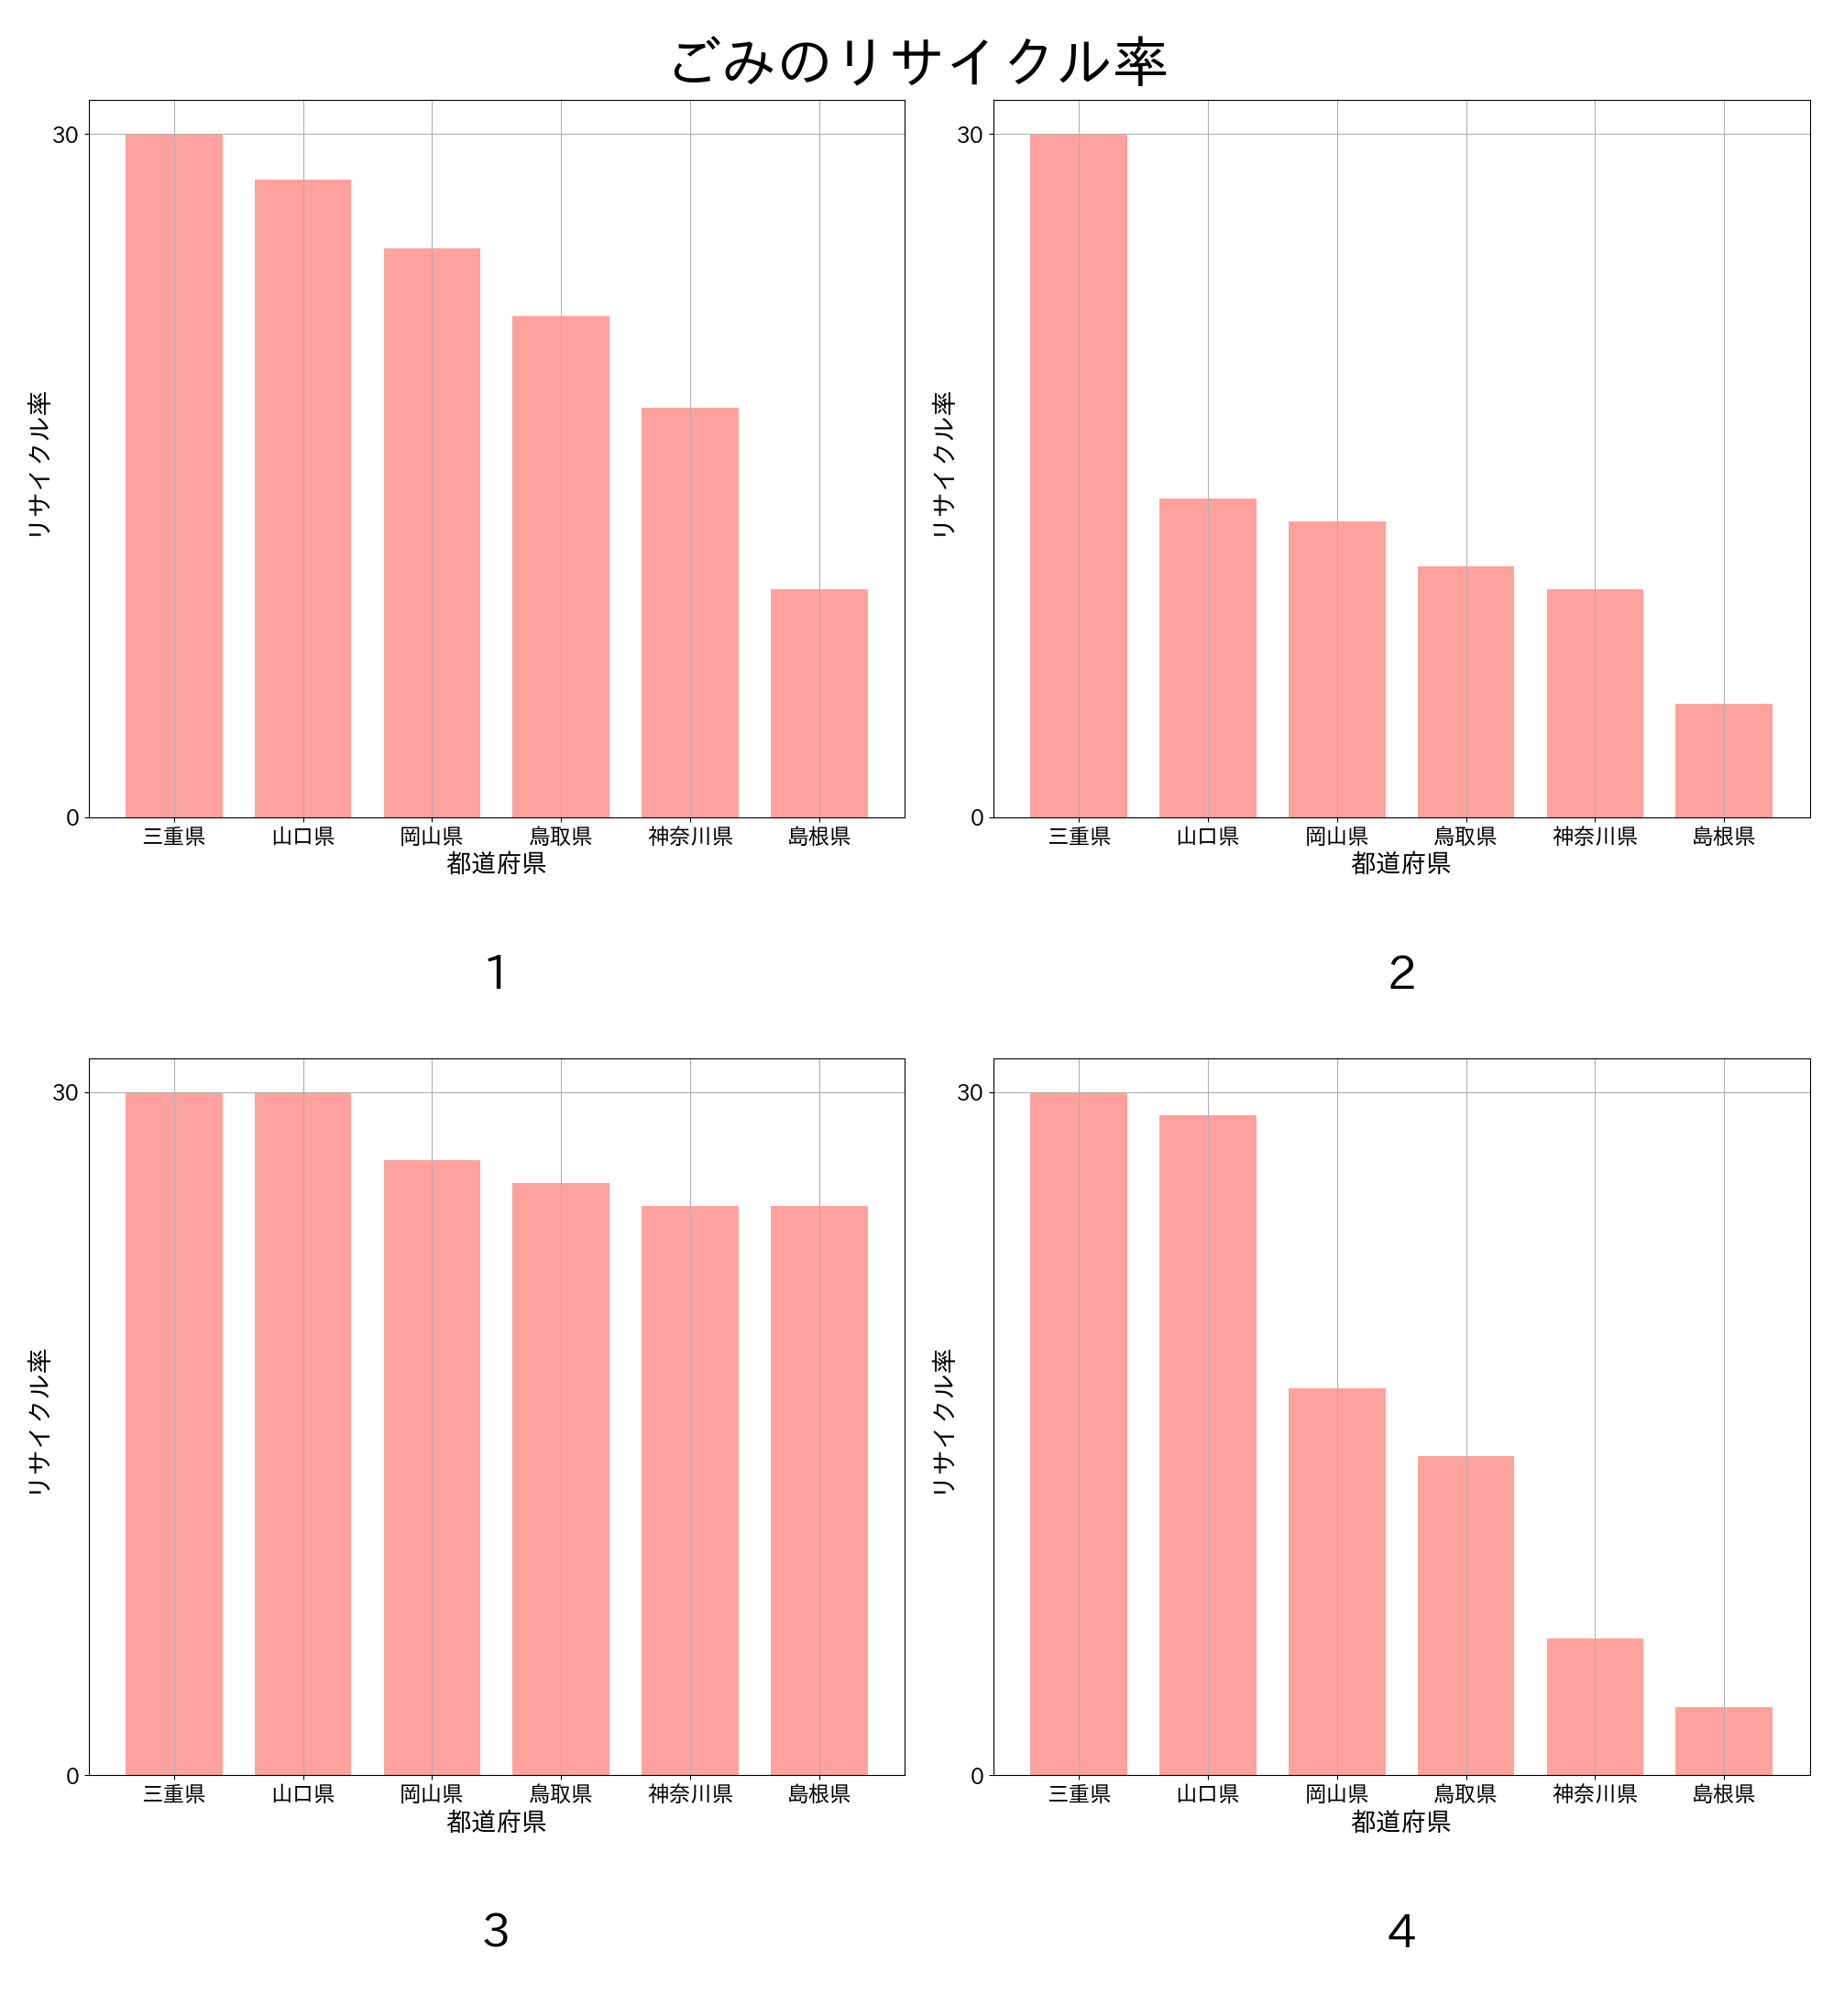 ごみのリサイクル率
30
0
リサイクル率
三重県 山口県 岡山県 鳥取県 神奈川県 島根県
都道府県
1
30
0
リサイクル率
三重県 山口県 岡山県 鳥取県 神奈川県 島根県
都道府県
2
30
0
リサイクル率
三重県 山口県 岡山県 鳥取県 神奈川県 島根県
都道府県
3
30
0
リサイクル率
三重県 山口県 岡山県 鳥取県 神奈川県 島根県
都道府県
4